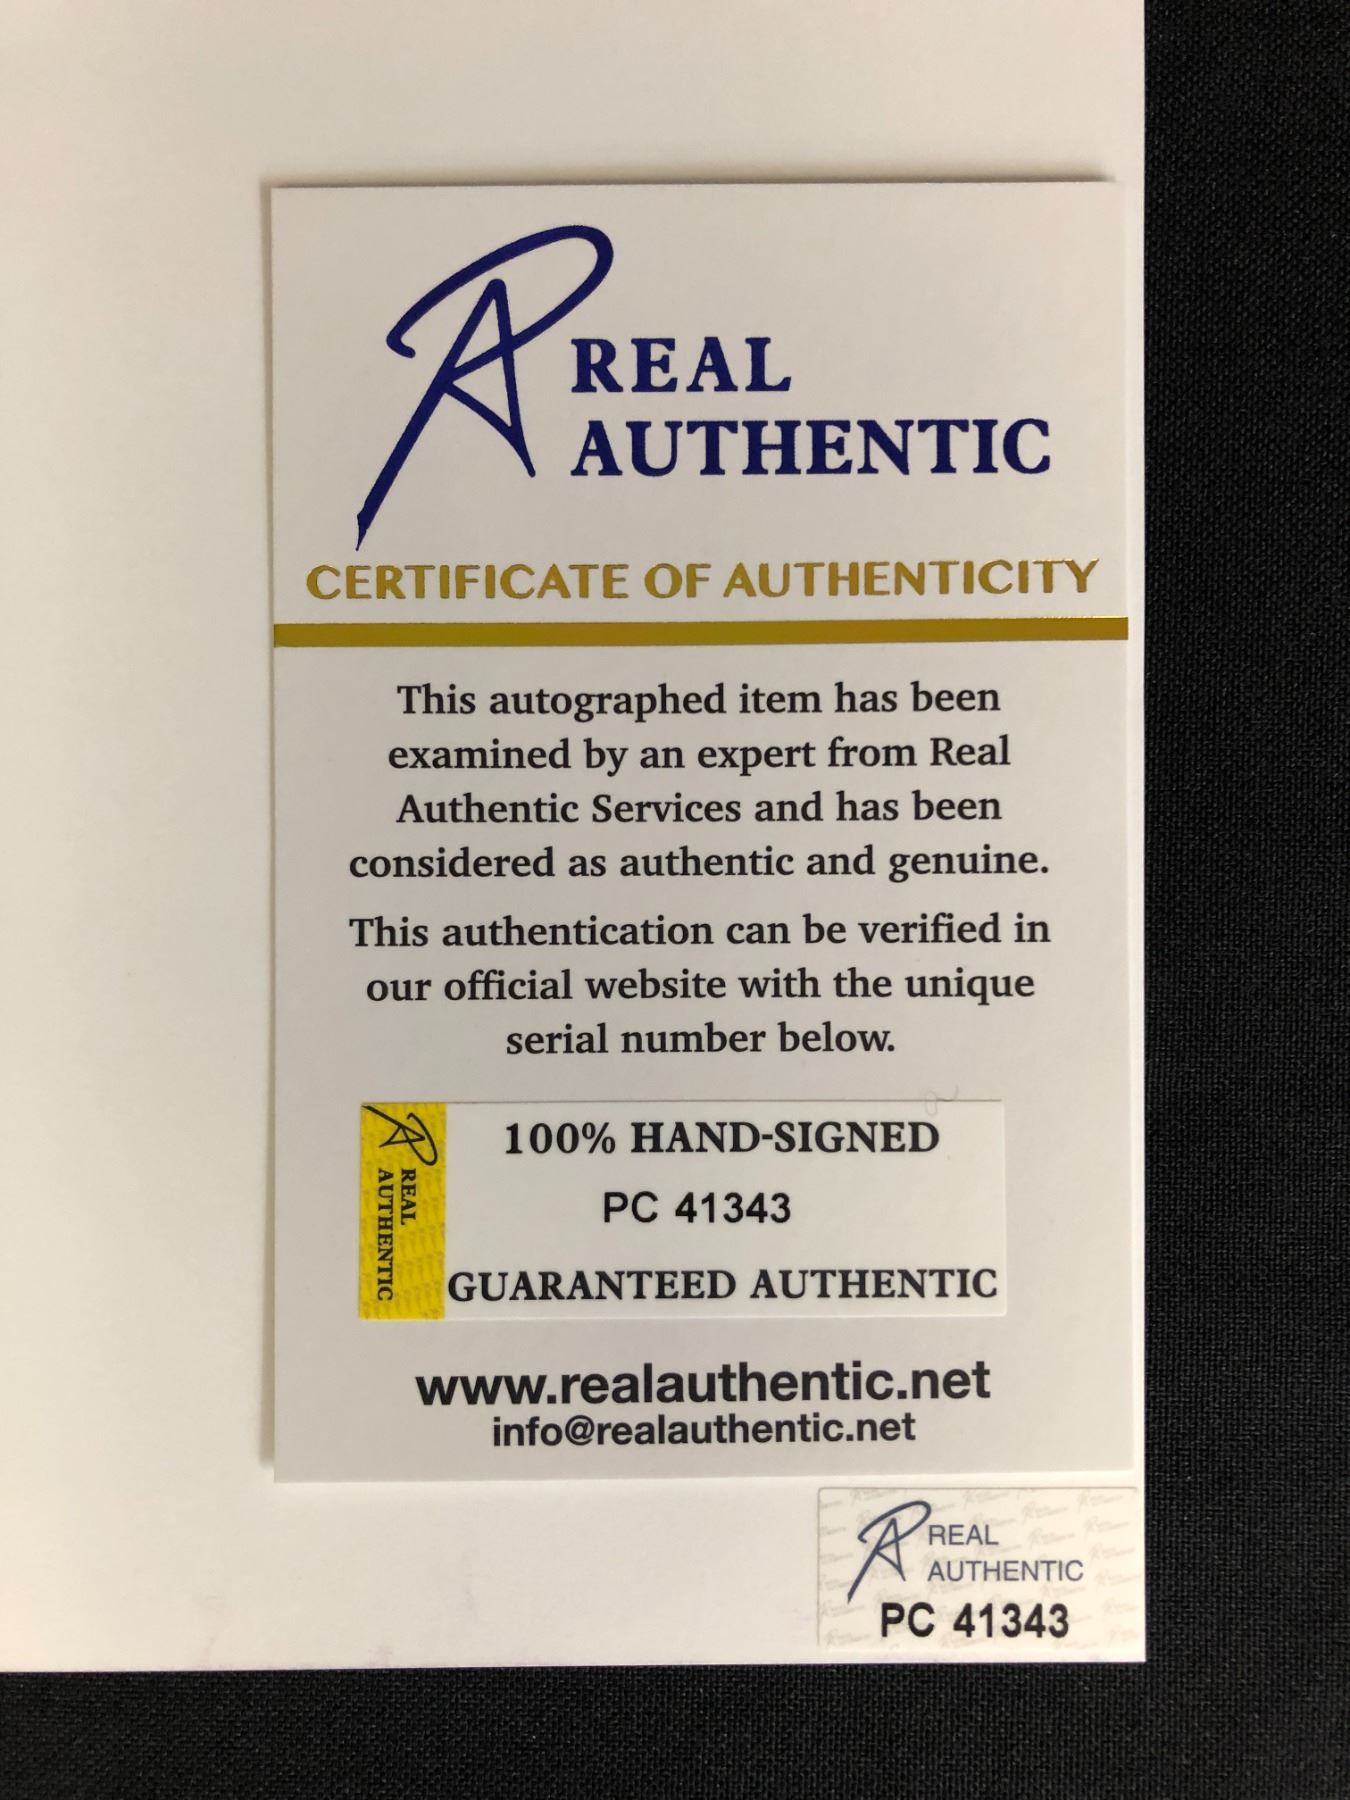 REAL
AUTHENTIC
CERTIFICATE OF AUTHENTICITY
This autographed item has been
examined by an expert from Real
Authentic Services and has been
considered as authentic and genuine.
This authentication can be verified in
our official website with the unique
serial number below.
REAL
AUTHENTIC
100% HAND-SIGNED
PC 41343
GUARANTEED AUTHENTIC
www.realauthentic.net
info@realauthentic.net
REAL
AUTHENTIC
PC 41343